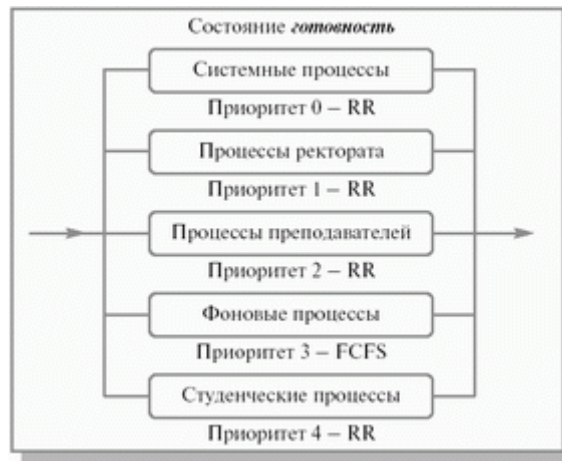 Состояние готовность
Системные процессы
Приоритет 0 – RR
Процессы ректората
Приоритет 1 – RR
Процессы преподавателей
Приоритет 2 – RR
Фоновые процессы
Приоритет 3 – FCFS
Студенческие процессы
Приоритет 4 – RR